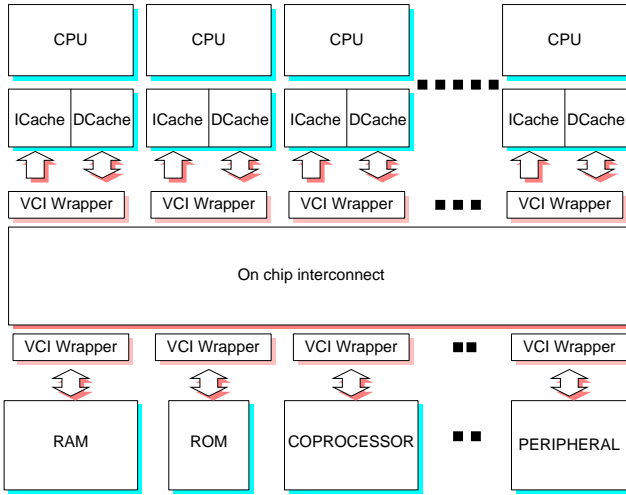 CPU CPU CPU CPU
ICache DCache ICache DCache ICache DCache ICache DCache
VCI Wrapper VCI Wrapper VCI Wrapper VCI Wrapper
On chip interconnect
VCI Wrapper VCI Wrapper VCI Wrapper VCI Wrapper
RAM ROM COPROCESSOR PERIPHERAL